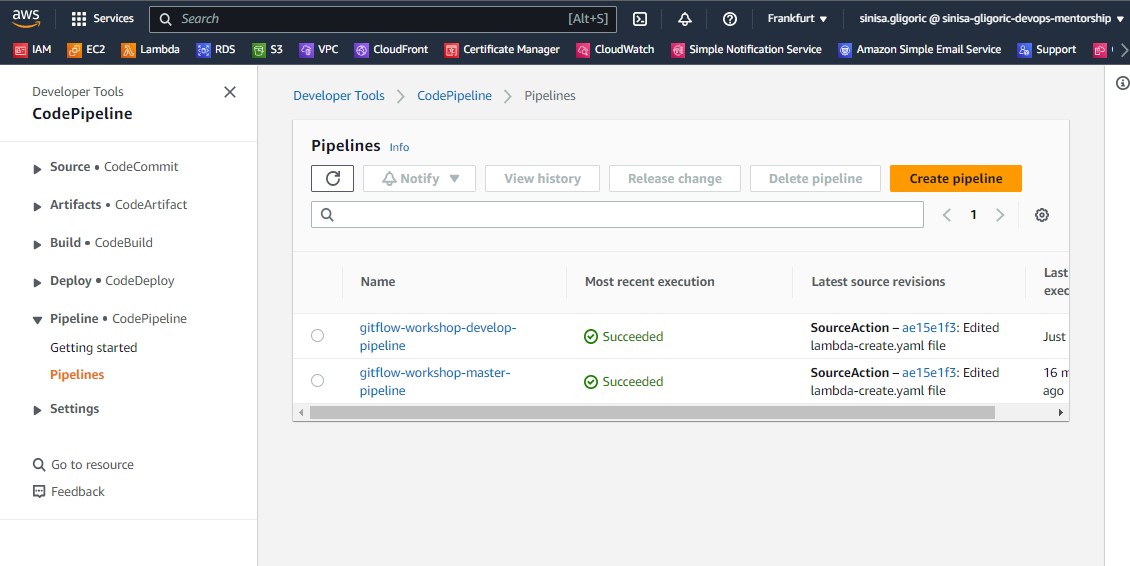 aws Services Search [Alt+S] Frankfurt sinisa.gligoric @ sinisa-gligoric-devops-mentorship
IAM EC2 Lambda RDS S3 VPC CloudFront Certificate Manager CloudWatch Simple Notification Service Amazon Simple Email Service Support
Developer Tools
CodePipeline
Source • CodeCommit
Artifacts • CodeArtifact
Build • CodeBuild
Deploy • CodeDeploy
Pipeline • CodePipeline
Getting started
Pipelines
Settings
Go to resource
Feedback
Developer Tools CodePipeline Pipelines
Pipelines Info
Notify View history Release change Delete pipeline Create pipeline
1
Name Most recent execution Latest source revisions Last
exec
gitflow-workshop-develop-
pipeline
Succeeded
SourceAction – ae15e1f3: Edited
lambda-create.yaml file
Just
gitflow-workshop-master-
pipeline
Succeeded
SourceAction – ae15e1f3: Edited
lambda-create.yaml file
16 m
ago